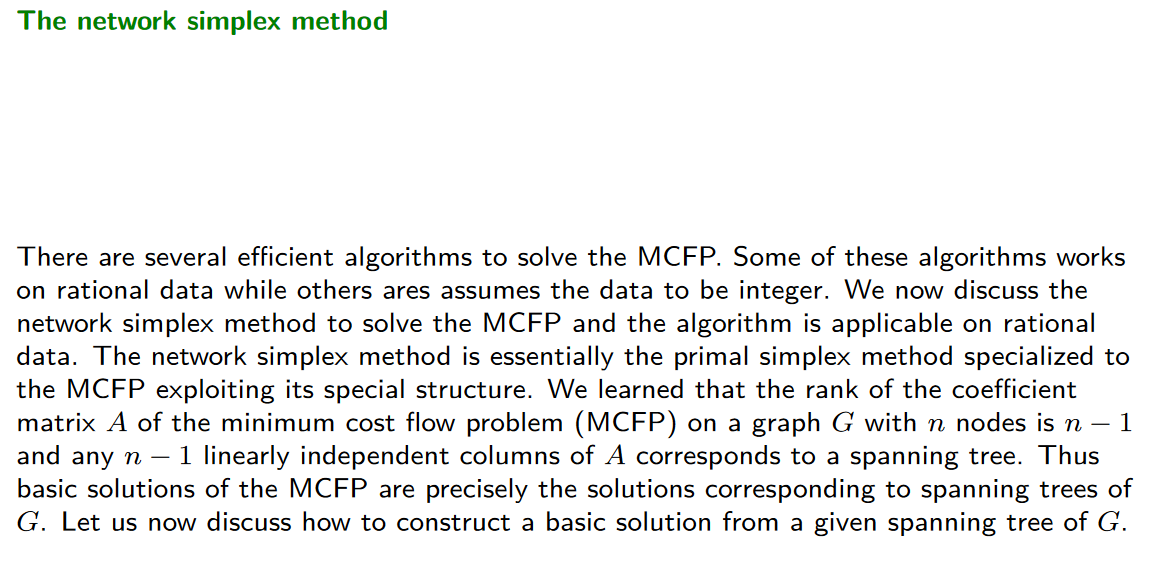 The network simplex method
There are several efficient algorithms to solve the MCFP. Some of these algorithms works
on rational data while others ares assumes the data to be integer. We now discuss the
network simplex method to solve the MCFP and the algorithm is applicable on rational
data. The network simplex method is essentially the primal simplex method specialized to
the MCFP exploiting its special structure. We learned that the rank of the coefficient
matrix A of the minimum cost flow problem (MCFP) on a graph G with n nodes is n − 1
and any n − 1 linearly independent columns of A corresponds to a spanning tree. Thus
basic solutions of the MCFP are precisely the solutions corresponding to spanning trees of
G. Let us now discuss how to construct a basic solution from a given spanning tree of G.